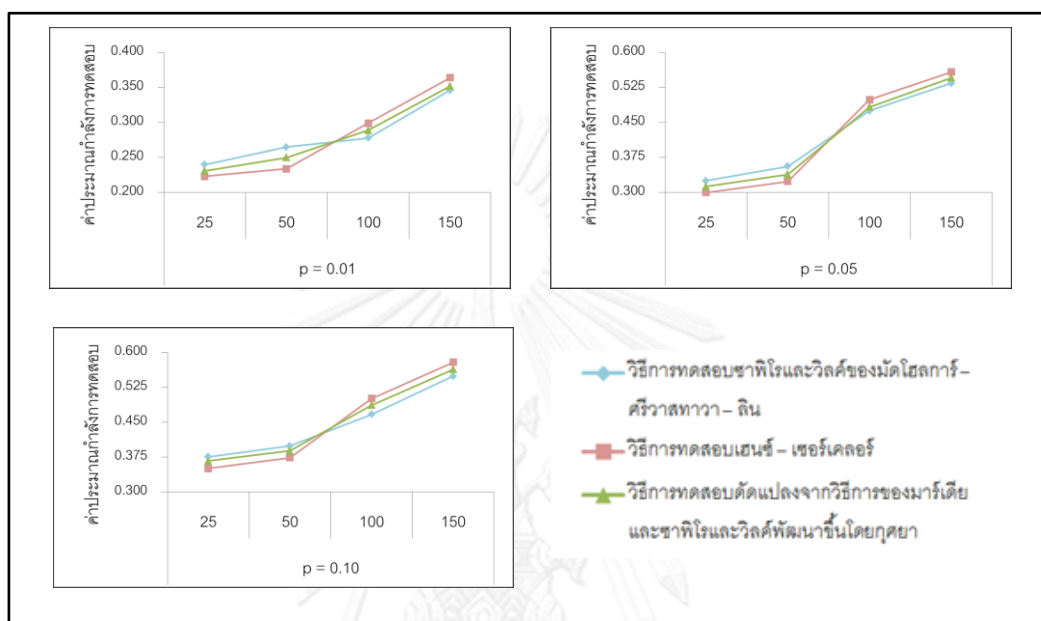 ค่าประมาณกำลังการทดสอบ
0.400
0.350
0.300
0.250
0.200
25 50 100 150
p = 0.01
ค่าประมาณกำลังการทดสอบ
0.600
0.525
0.450
0.375
0.300
25 50 100 150
p = 0.05
ค่าประมาณกำลังการทดสอบ
0.600
0.525
0.450
0.375
0.300
25 50 100 150
p = 0.10
วิธีการทดสอบชาพิโรและวิลค์ของมัดโฮลการ์ –
ศรีวาสทาวา – ลิน
วิธีการทดสอบเฮนซ์ – เซอร์เคลอร์
วิธีการทดสอบดัดแปลงจากวิธีการของมาร์เดีย
และชาพิโรและวิลค์พัฒนาขึ้นโดยกุศยา